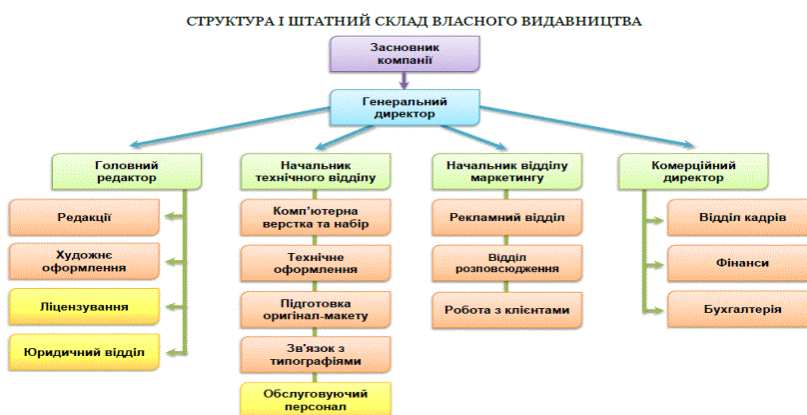 СТРУКТУРА І ШТАТНИЙ СКЛАД ВЛАСНОГО ВИДАВНИЦТВА
Засновник
компанії
Генеральний
директор
Головний
редактор
Редакції
Художнє
оформлення
Ліцензування
Юридичний відділ
Начальник
технічного відділу
Комп'ютерна
верстка та набір
Технічне
оформлення
Підготовка
оригінал-макету
Зв'язок з
типографіями
Обслуговуючий
персонал
Начальник відділу
маркетингу
Рекламний відділ
Відділ
розповсюдження
Робота з клієнтами
Комерційний
директор
Відділ кадрів
Фінанси
Бухгалтерія